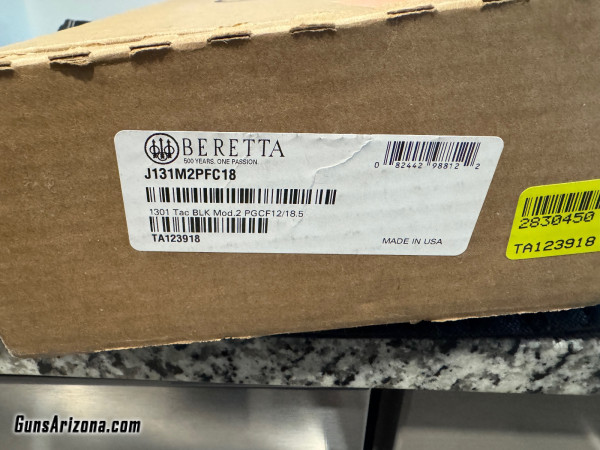 BERETTA
500 YEARS. ONE PASSION.
J131M2PFC18
0 82442 98812 2
1301 Tac BLK Mod.2 PGCF12/18.5
TA123918
MADE IN USA
2830450
TA123918
GunsArizona.com